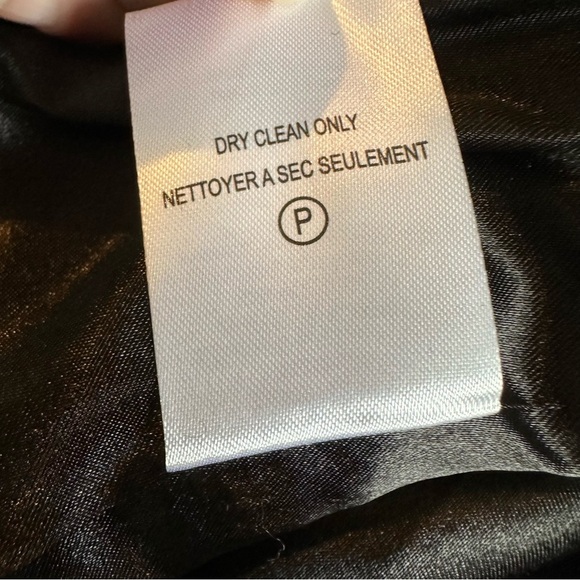 DRY CLEAN ONLY
NETTOYER A SEC SEULEMENT
P